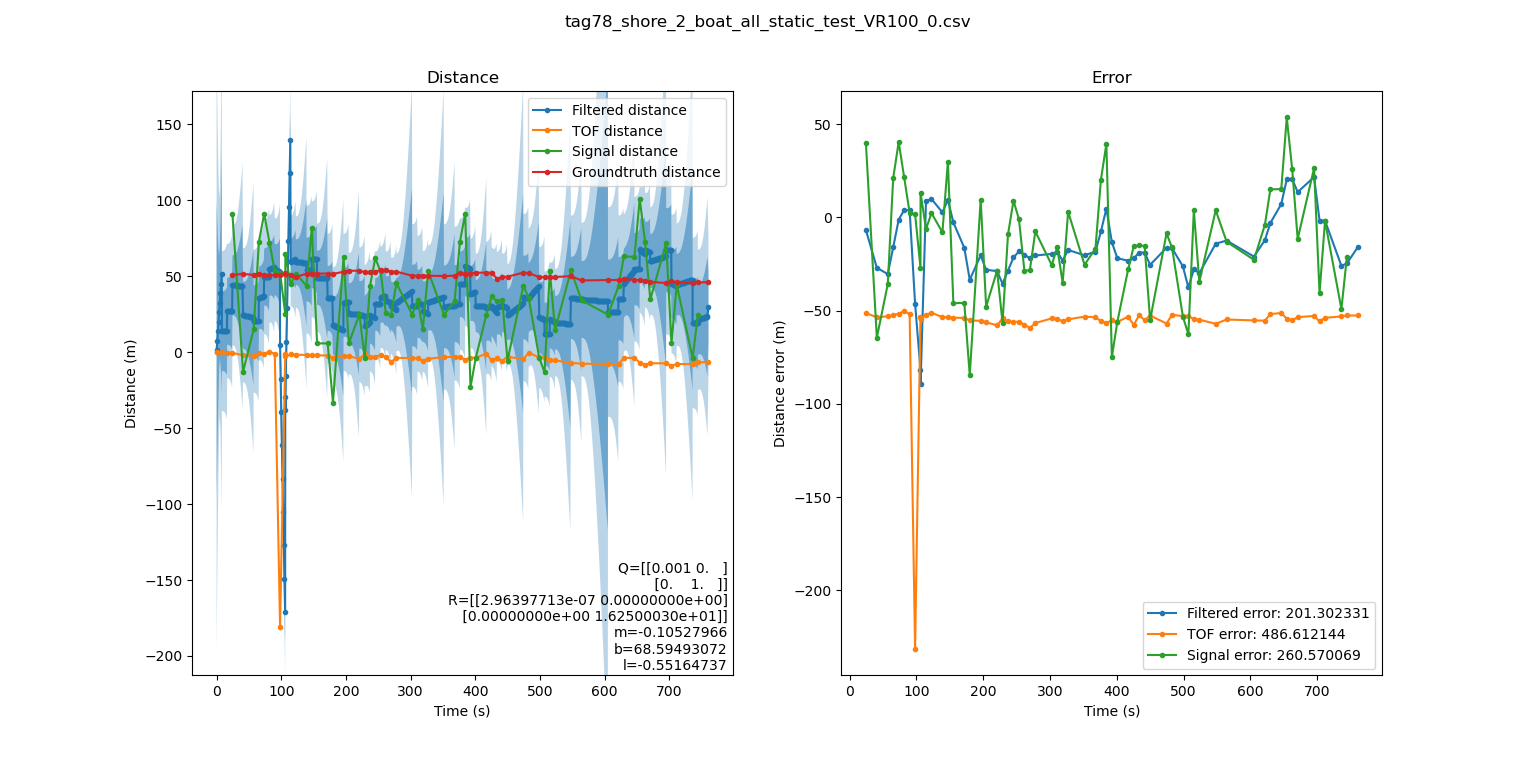 tag78_shore_2_boat_all_static_test_VR100_0.csv
Distance
Distance (m)
150
100
50
0
−50
−100
−150
−200
0 100 200 300 400 500 600 700
Time (s)
Filtered distance
TOF distance
Signal distance
Groundtruth distance
Q=[[0.001 0. ]
[0. 1. ]]
R=[[2.96397713e-07 0.00000000e+00]
[0.00000000e+00 1.62500030e+01]]
m=-0.10527966
b=68.59493072
l=-0.55164737
Error
Distance error (m)
50
0
−50
−100
−150
−200
0 100 200 300 400 500 600 700
Time (s)
Filtered error: 201.302331
TOF error: 486.612144
Signal error: 260.570069